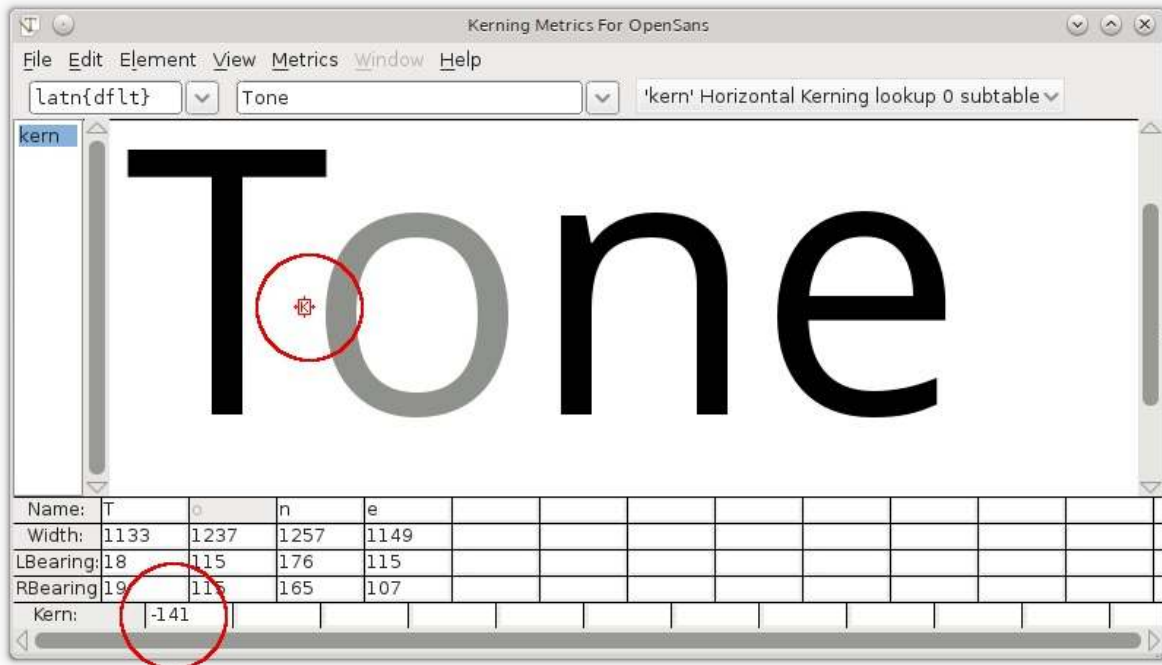 Kerning Metrics For OpenSans
File Edit Element View Metrics Window Help
latn{dflt} Tone 'kern' Horizontal Kerning lookup 0 subtable
kern
Tone
K
Name: T o n e
Width: 1133 1237 1257 1149
LBearing: 18 115 176 115
RBearing 19 115 165 107
Kern: -141